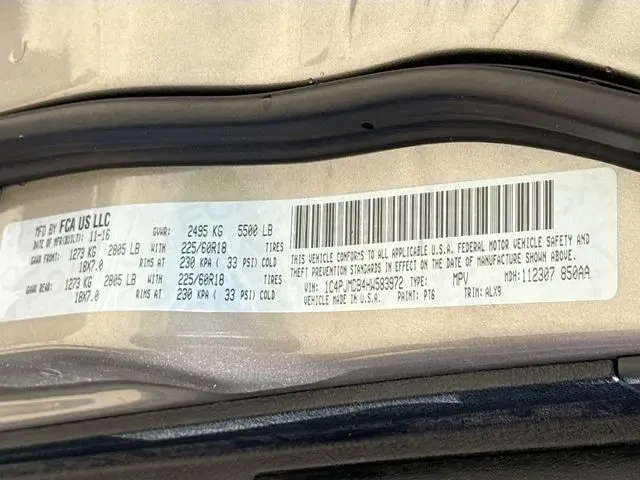 MFD BY FCA US LLC
DATE OF MFR(BUILT): 11-16 GVWR: 2495 KG 5500 LB
GAWR FRONT: 1273 KG 2805 LB WITH 225/60R18 TIRES
18X7.0 RIMS AT 230 KPA ( 33 PSI) COLD
GAWR REAR: 1273 KG 2805 LB WITH 225/60R18 TIRES
18X7.0 RIMS AT 230 KPA ( 33 PSI) COLD
THIS VEHICLE CONFORMS TO ALL APPLICABLE U.S.A. FEDERAL MOTOR VEHICLE SAFETY AND
THEFT PREVENTION STANDARDS IN EFFECT ON THE DATE OF MANUFACTURE SHOWN ABOVE.
VIN: 1C4PJMCB4HW583972 TYPE: MPV MDH: 112307 850AA
VEHICLE MADE IN U.S.A. PAINT: PTG TRIM: ALX9